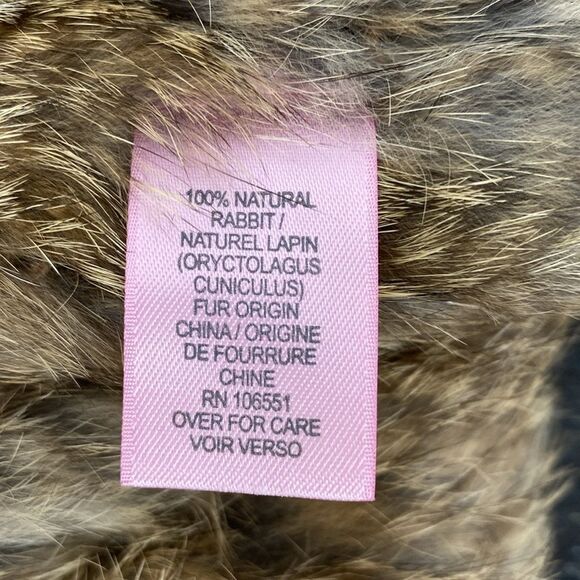 100% NATURAL
RABBIT /
NATUREL LAPIN
(ORYCTOLAGUS
CUNICULUS)
FUR ORIGIN
CHINA / ORIGINE
DE FOURRURE
CHINE
RN 106551
OVER FOR CARE
VOIR VERSO